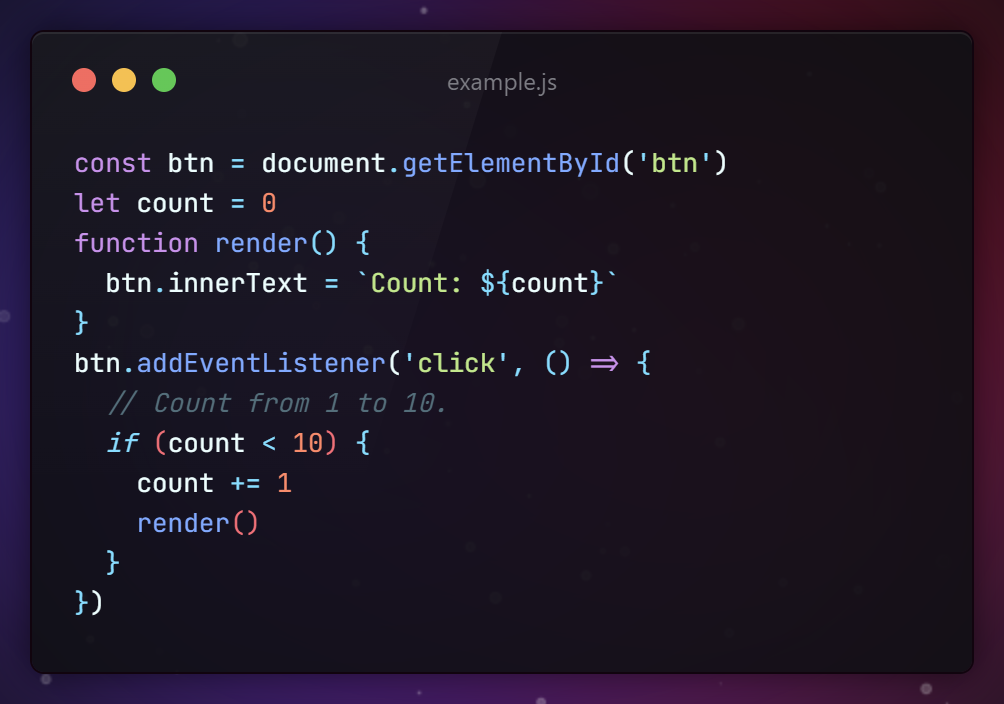 example.js
const btn = document.getElementById('btn')
let count = 0
function render() {
  btn.innerText = `Count: ${count}`
}
btn.addEventListener('click', () => {
  // Count from 1 to 10.
  if (count < 10) {
    count += 1
    render()
  }
})